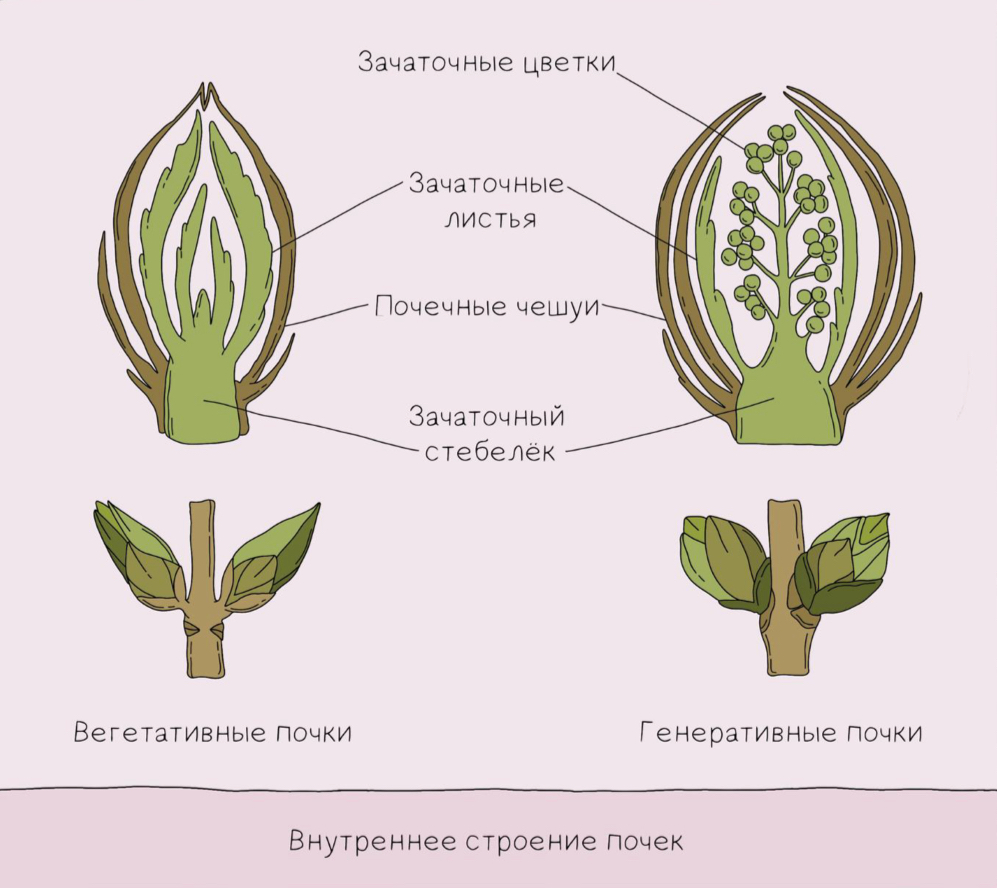 Зачаточные цветки
Зачаточные
листья
Почечные чешуи
Зачаточный
стебелёк
Вегетативные почки
Генеративные почки
Внутреннее строение почек